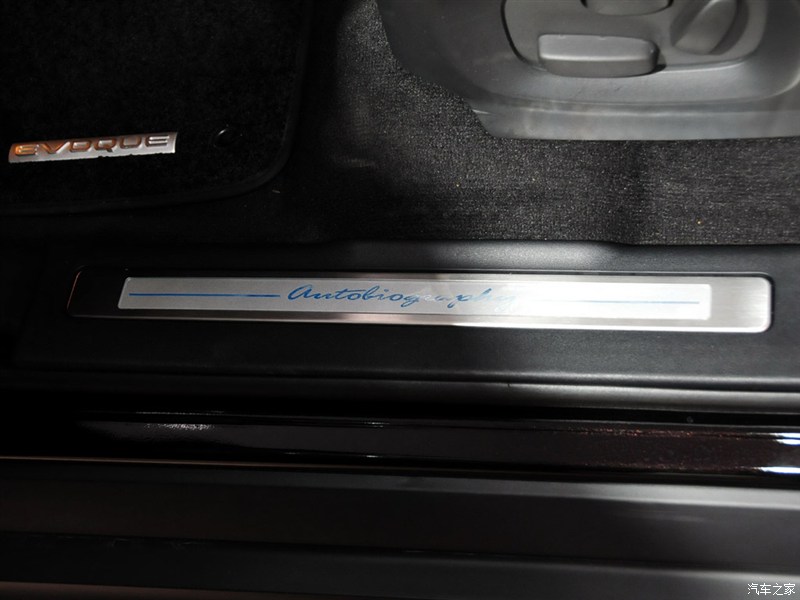 EVOQUE
Autobiography
汽车之家